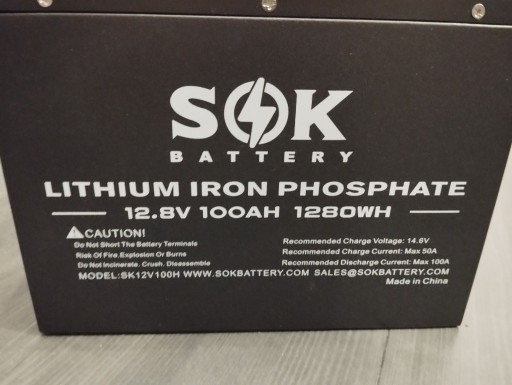 SOK
BATTERY
LITHIUM IRON PHOSPHATE
12.8V 100AH 1280WH
CAUTION!
Do Not Short The Battery Terminals
Risk Of Fire.Explosion Or Burns
Do Not Incinerate. Crush. Disassemble
Recommended Charge Voltage: 14.6V
Recommended Charge Current: Max 50A
Recommended Discharge Current: Max 100A
MODEL:SK12V100H WWW.SOKBATTERY.COM SALES@SOKBATTERY.COM
Made in China